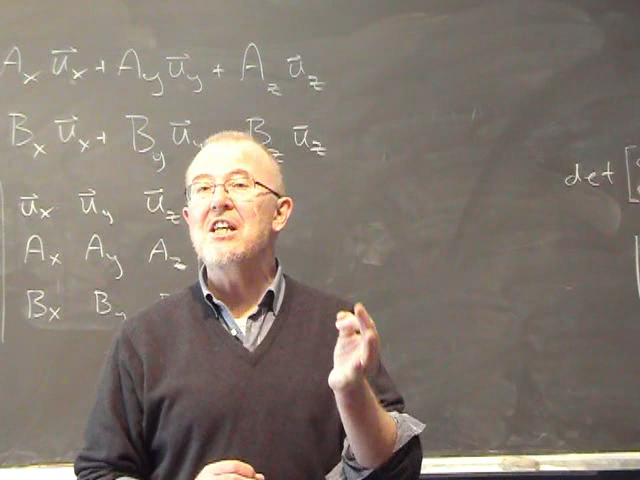 A_x u⃗_x + A_y u⃗_y + A_z u⃗_z
B_x u⃗_x + B_y u⃗_y B_z u⃗_z
u⃗_x u⃗_y u⃗_z
A_x A_y A_z
B_x B_y
det [